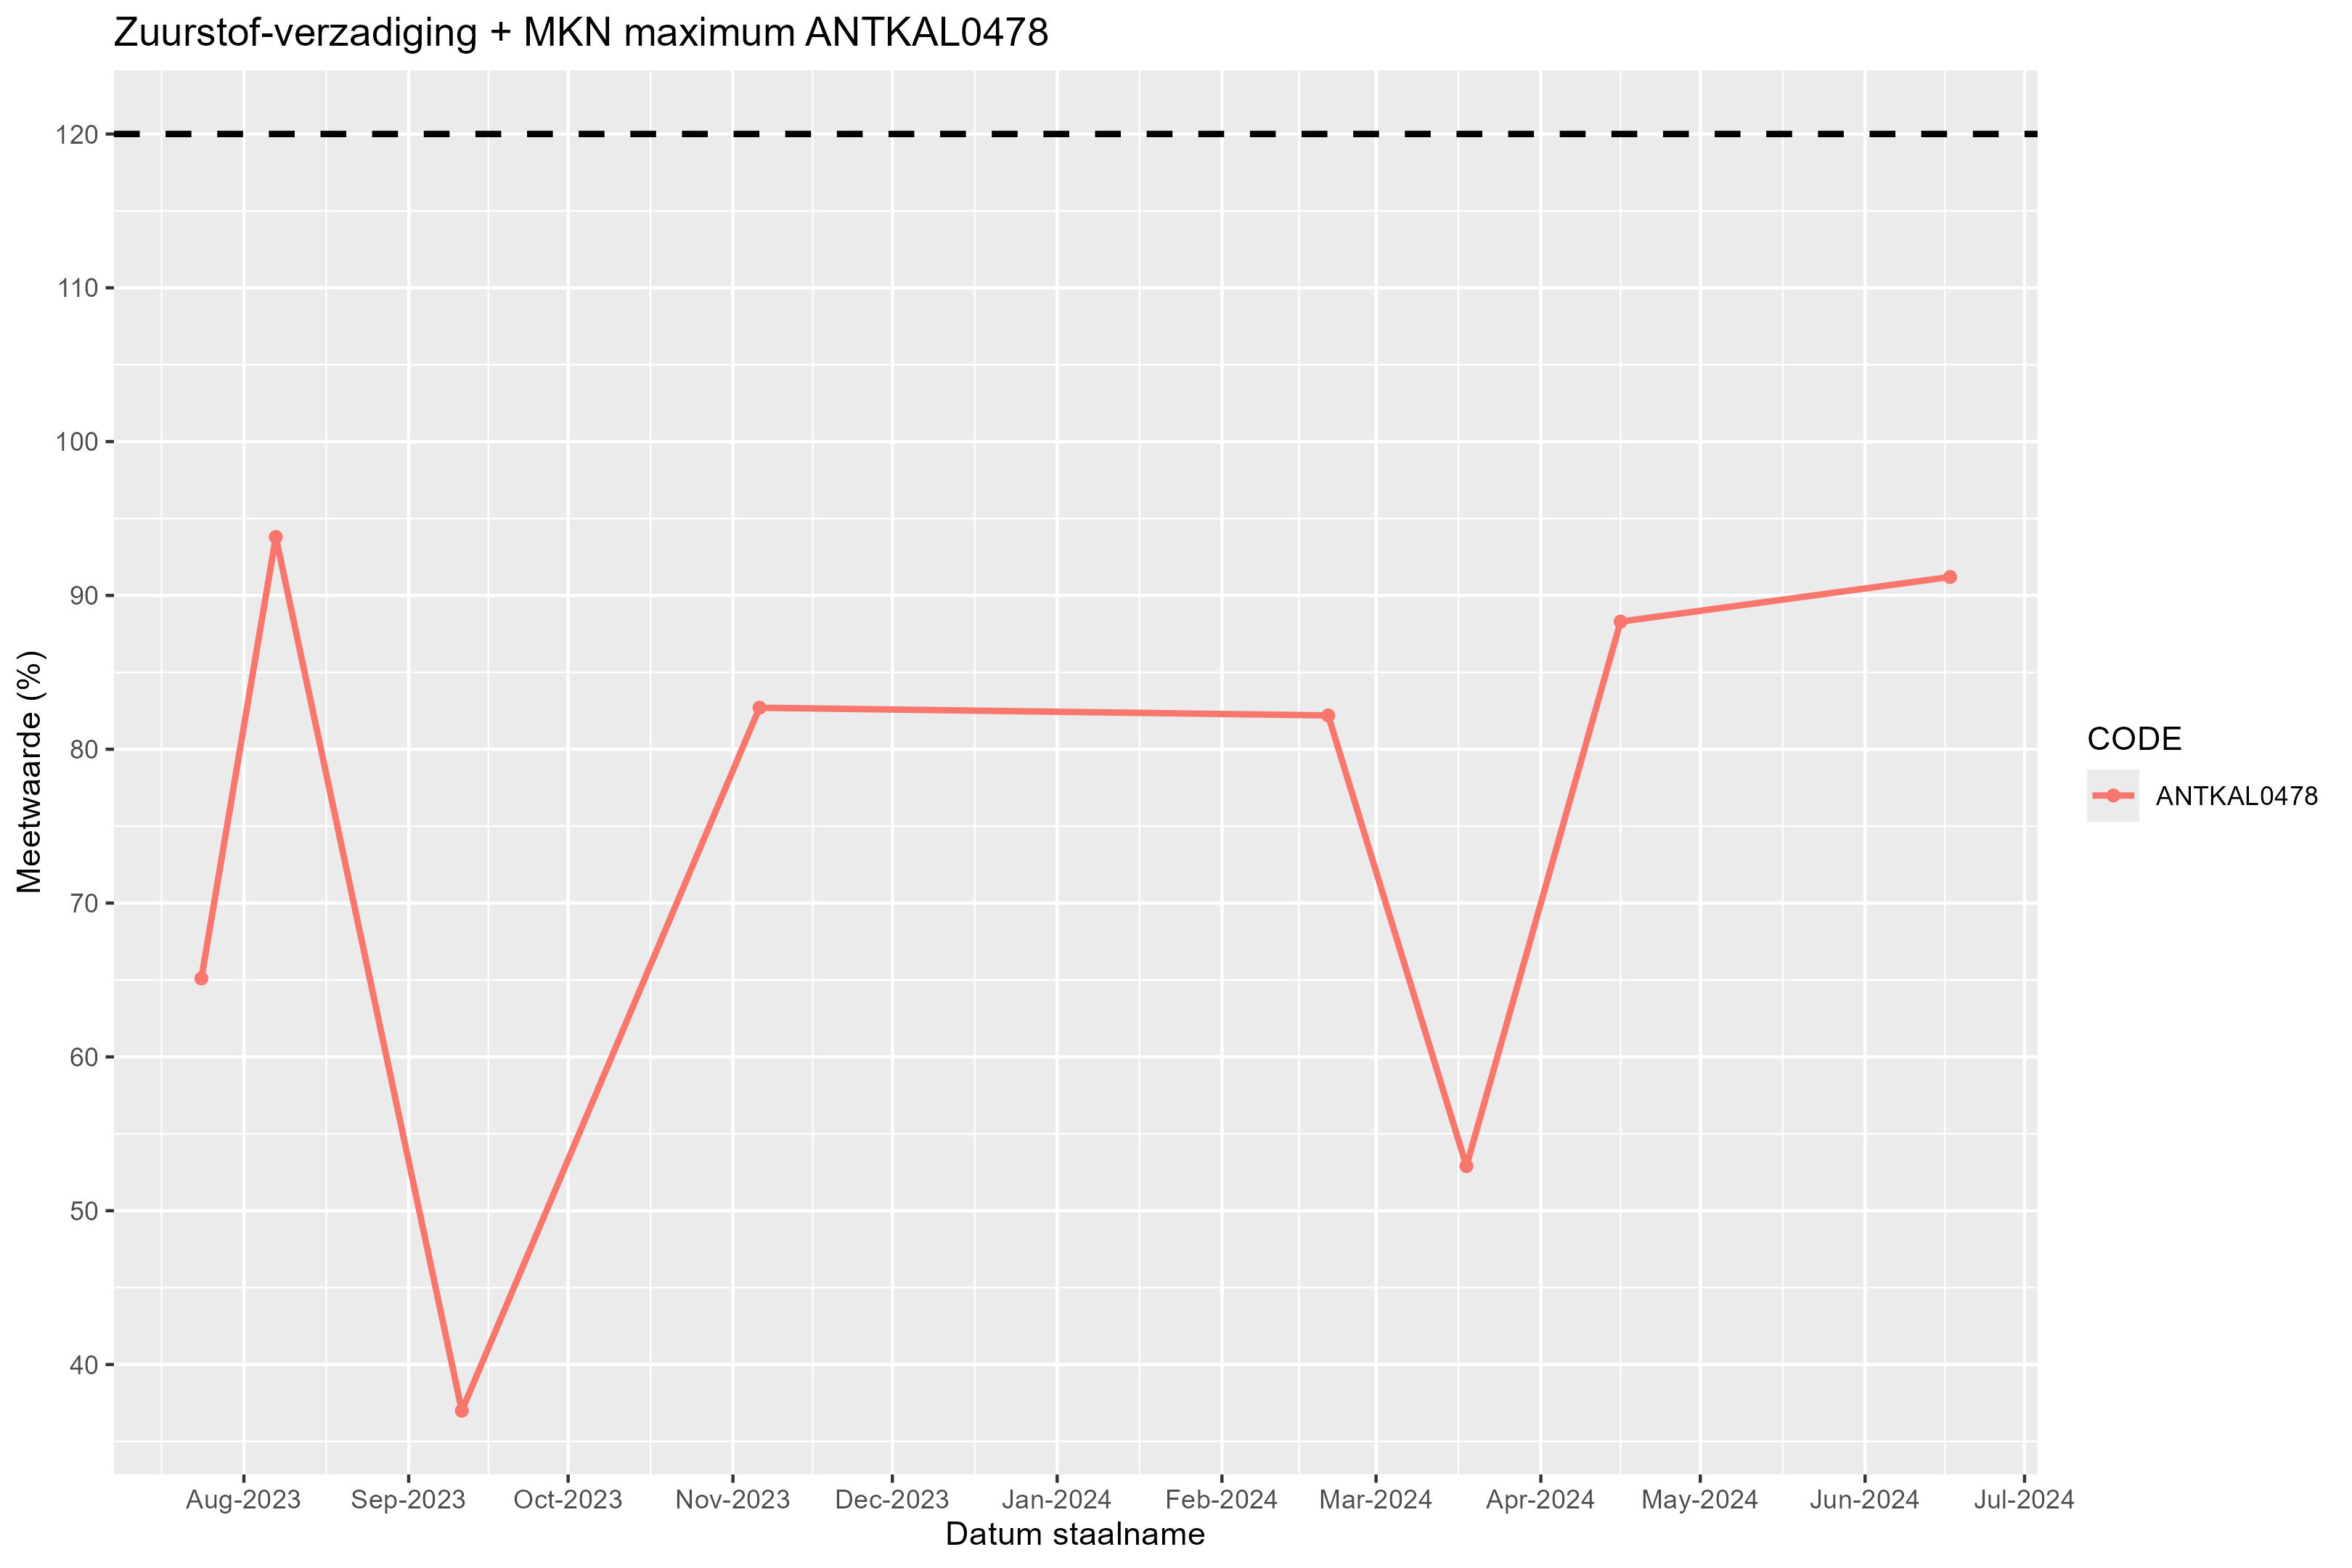 Zuurstof-verzadiging + MKN maximum ANTKAL0478
120
110
100
90
80
70
60
50
40
Meetwaarde (%)
Aug-2023 Sep-2023 Oct-2023 Nov-2023 Dec-2023 Jan-2024 Feb-2024 Mar-2024 Apr-2024 May-2024 Jun-2024 Jul-2024
Datum staalname
CODE
ANTKAL0478